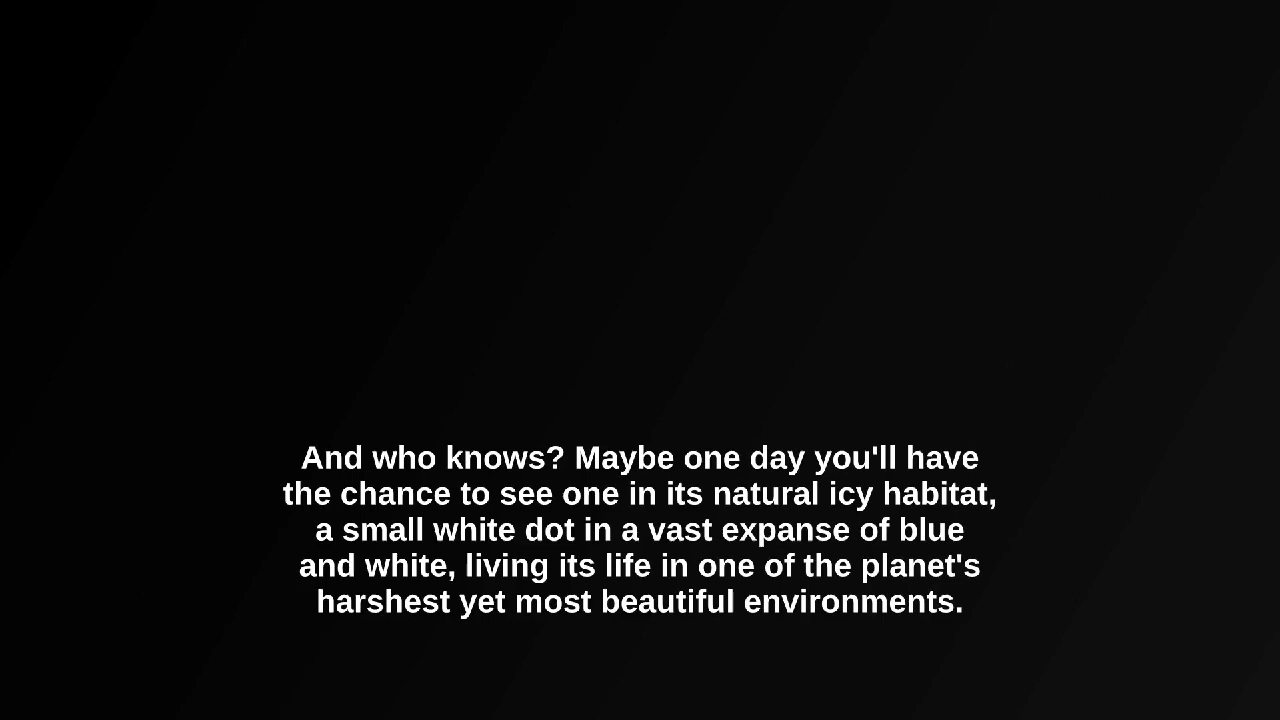 And who knows? Maybe one day you'll have
the chance to see one in its natural icy habitat,
a small white dot in a vast expanse of blue
and white, living its life in one of the planet's
harshest yet most beautiful environments.